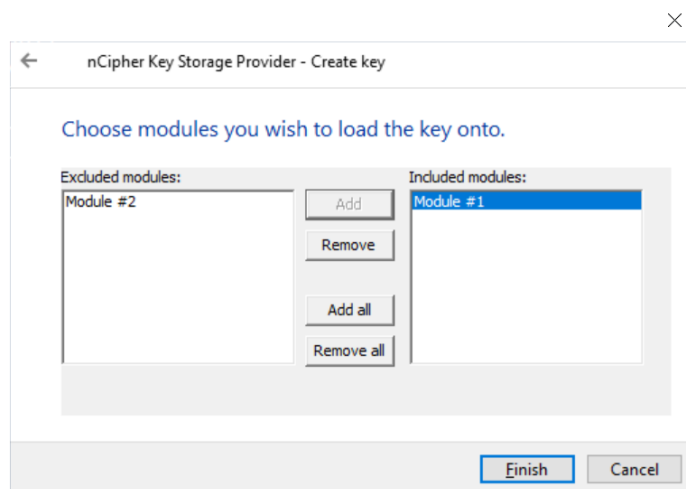 nCipher Key Storage Provider - Create key
Choose modules you wish to load the key onto.
Excluded modules:
Included modules:
Module #2
Add
Module #1
Remove
Add all
Remove all
Finish
Cancel